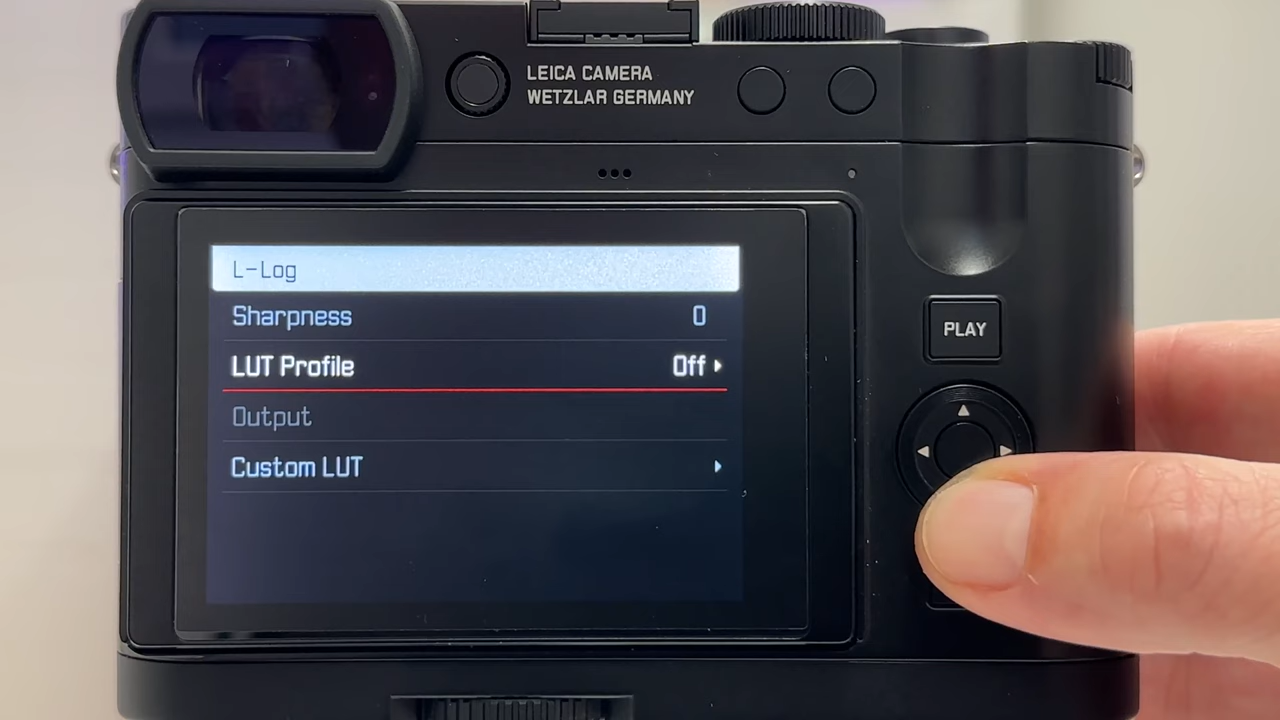 LEICA CAMERA
WETZLAR GERMANY
L-Log
Sharpness 0
LUT Profile Off
Output
Custom LUT
PLAY